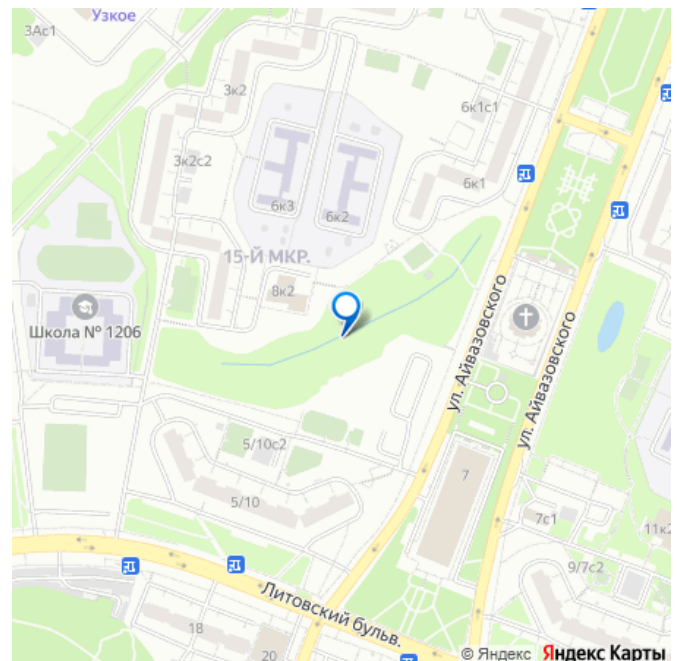 Узкое
3Ас1
3к2
6к1с1
3к2с2
6к1
6к3
6к2
15-Й МКР.
8к2
Школа № 1206
ул. Айвазовского
ул. Айвазовского
5/10с2
5/10
7
7с1
11к2
9/7с2
Литовский бульв.
18
20
© Яндекс Яндекс Карты